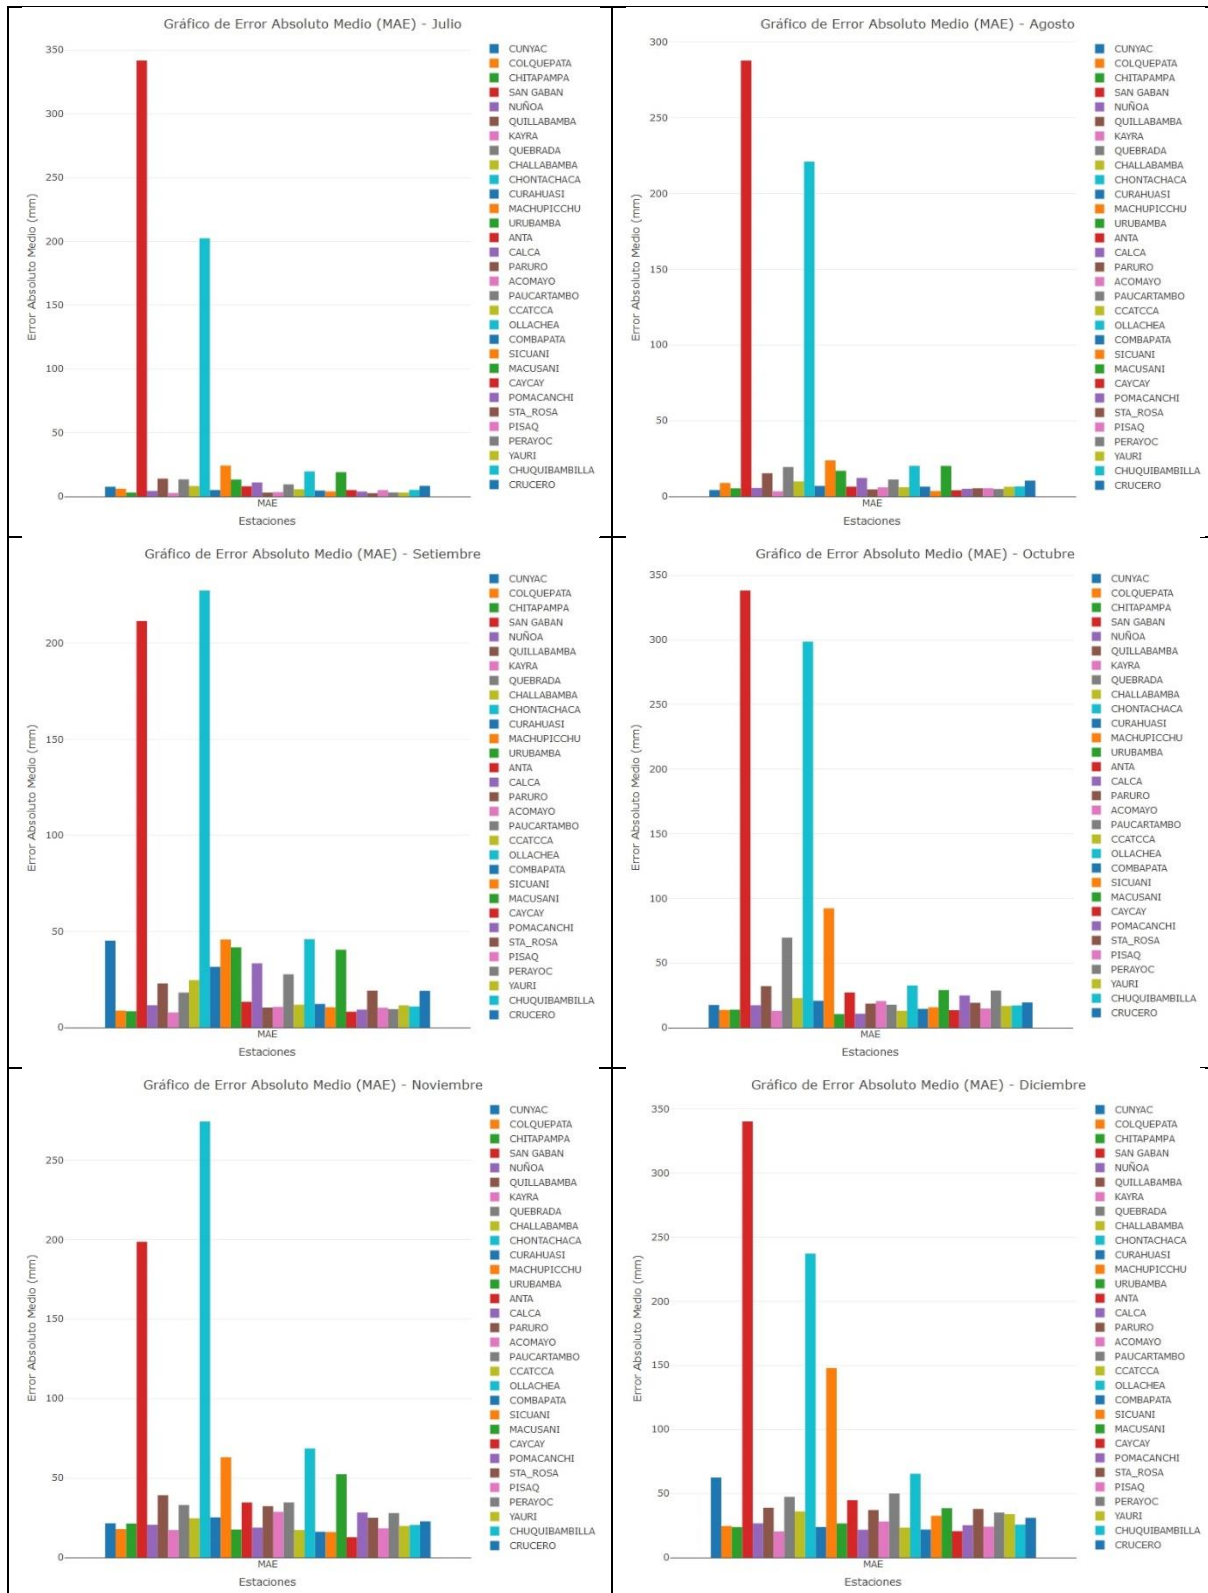 Gráfico de Error Absoluto Medio (MAE) - Julio
350
300
250
200
150
100
50
0
Error Absoluto Medio (mm)
MAE
Estaciones
CUNYAC
COLQUEPATA
CHITAPAMPA
SAN GABAN
NUÑOA
QUILLABAMBA
KAYRA
QUEBRADA
CHALLABAMBA
CHONTACHACA
CURAHUASI
MACHUPICCHU
URUBAMBA
ANTA
CALCA
PARURO
ACOMAYO
PAUCARTAMBO
CCATCCA
OLLACHEA
COMBAPATA
SICUANI
MACUSANI
CAYCAY
POMACANCHI
STA_ROSA
PISAQ
PERAYOC
YAURI
CHUQUIBAMBILLA
CRUCERO
Gráfico de Error Absoluto Medio (MAE) - Agosto
300
250
200
150
100
50
0
Error Absoluto Medio (mm)
MAE
Estaciones
CUNYAC
COLQUEPATA
CHITAPAMPA
SAN GABAN
NUÑOA
QUILLABAMBA
KAYRA
QUEBRADA
CHALLABAMBA
CHONTACHACA
CURAHUASI
MACHUPICCHU
URUBAMBA
ANTA
CALCA
PARURO
ACOMAYO
PAUCARTAMBO
CCATCCA
OLLACHEA
COMBAPATA
SICUANI
MACUSANI
CAYCAY
POMACANCHI
STA_ROSA
PISAQ
PERAYOC
YAURI
CHUQUIBAMBILLA
CRUCERO
Gráfico de Error Absoluto Medio (MAE) - Setiembre
200
150
100
50
0
Error Absoluto Medio (mm)
MAE
Estaciones
CUNYAC
COLQUEPATA
CHITAPAMPA
SAN GABAN
NUÑOA
QUILLABAMBA
KAYRA
QUEBRADA
CHALLABAMBA
CHONTACHACA
CURAHUASI
MACHUPICCHU
URUBAMBA
ANTA
CALCA
PARURO
ACOMAYO
PAUCARTAMBO
CCATCCA
OLLACHEA
COMBAPATA
SICUANI
MACUSANI
CAYCAY
POMACANCHI
STA_ROSA
PISAQ
PERAYOC
YAURI
CHUQUIBAMBILLA
CRUCERO
Gráfico de Error Absoluto Medio (MAE) - Octubre
350
300
250
200
150
100
50
0
Error Absoluto Medio (mm)
MAE
Estaciones
CUNYAC
COLQUEPATA
CHITAPAMPA
SAN GABAN
NUÑOA
QUILLABAMBA
KAYRA
QUEBRADA
CHALLABAMBA
CHONTACHACA
CURAHUASI
MACHUPICCHU
URUBAMBA
ANTA
CALCA
PARURO
ACOMAYO
PAUCARTAMBO
CCATCCA
OLLACHEA
COMBAPATA
SICUANI
MACUSANI
CAYCAY
POMACANCHI
STA_ROSA
PISAQ
PERAYOC
YAURI
CHUQUIBAMBILLA
CRUCERO
Gráfico de Error Absoluto Medio (MAE) - Noviembre
250
200
150
100
50
0
Error Absoluto Medio (mm)
MAE
Estaciones
CUNYAC
COLQUEPATA
CHITAPAMPA
SAN GABAN
NUÑOA
QUILLABAMBA
KAYRA
QUEBRADA
CHALLABAMBA
CHONTACHACA
CURAHUASI
MACHUPICCHU
URUBAMBA
ANTA
CALCA
PARURO
ACOMAYO
PAUCARTAMBO
CCATCCA
OLLACHEA
COMBAPATA
SICUANI
MACUSANI
CAYCAY
POMACANCHI
STA_ROSA
PISAQ
PERAYOC
YAURI
CHUQUIBAMBILLA
CRUCERO
Gráfico de Error Absoluto Medio (MAE) - Diciembre
350
300
250
200
150
100
50
0
Error Absoluto Medio (mm)
MAE
Estaciones
CUNYAC
COLQUEPATA
CHITAPAMPA
SAN GABAN
NUÑOA
QUILLABAMBA
KAYRA
QUEBRADA
CHALLABAMBA
CHONTACHACA
CURAHUASI
MACHUPICCHU
URUBAMBA
ANTA
CALCA
PARURO
ACOMAYO
PAUCARTAMBO
CCATCCA
OLLACHEA
COMBAPATA
SICUANI
MACUSANI
CAYCAY
POMACANCHI
STA_ROSA
PISAQ
PERAYOC
YAURI
CHUQUIBAMBILLA
CRUCERO